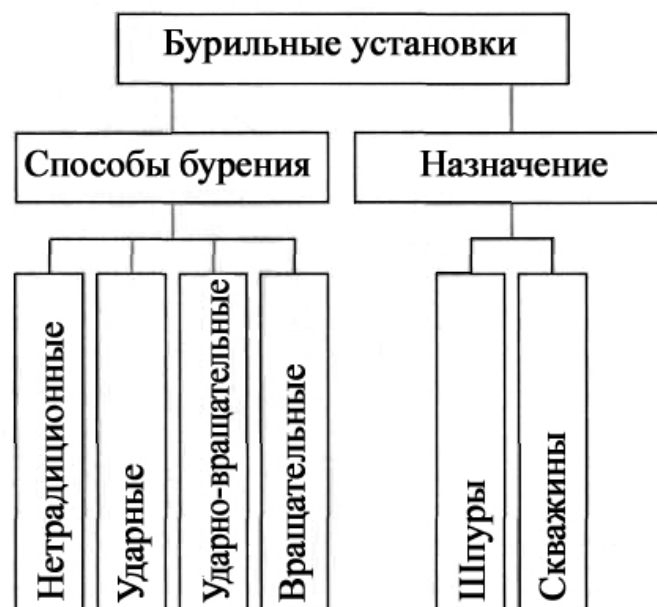 Бурильные установки
Способы бурения
Назначение
Нетрадиционные
Ударные
Ударно-вращательные
Вращательные
Шпуры
Скважины